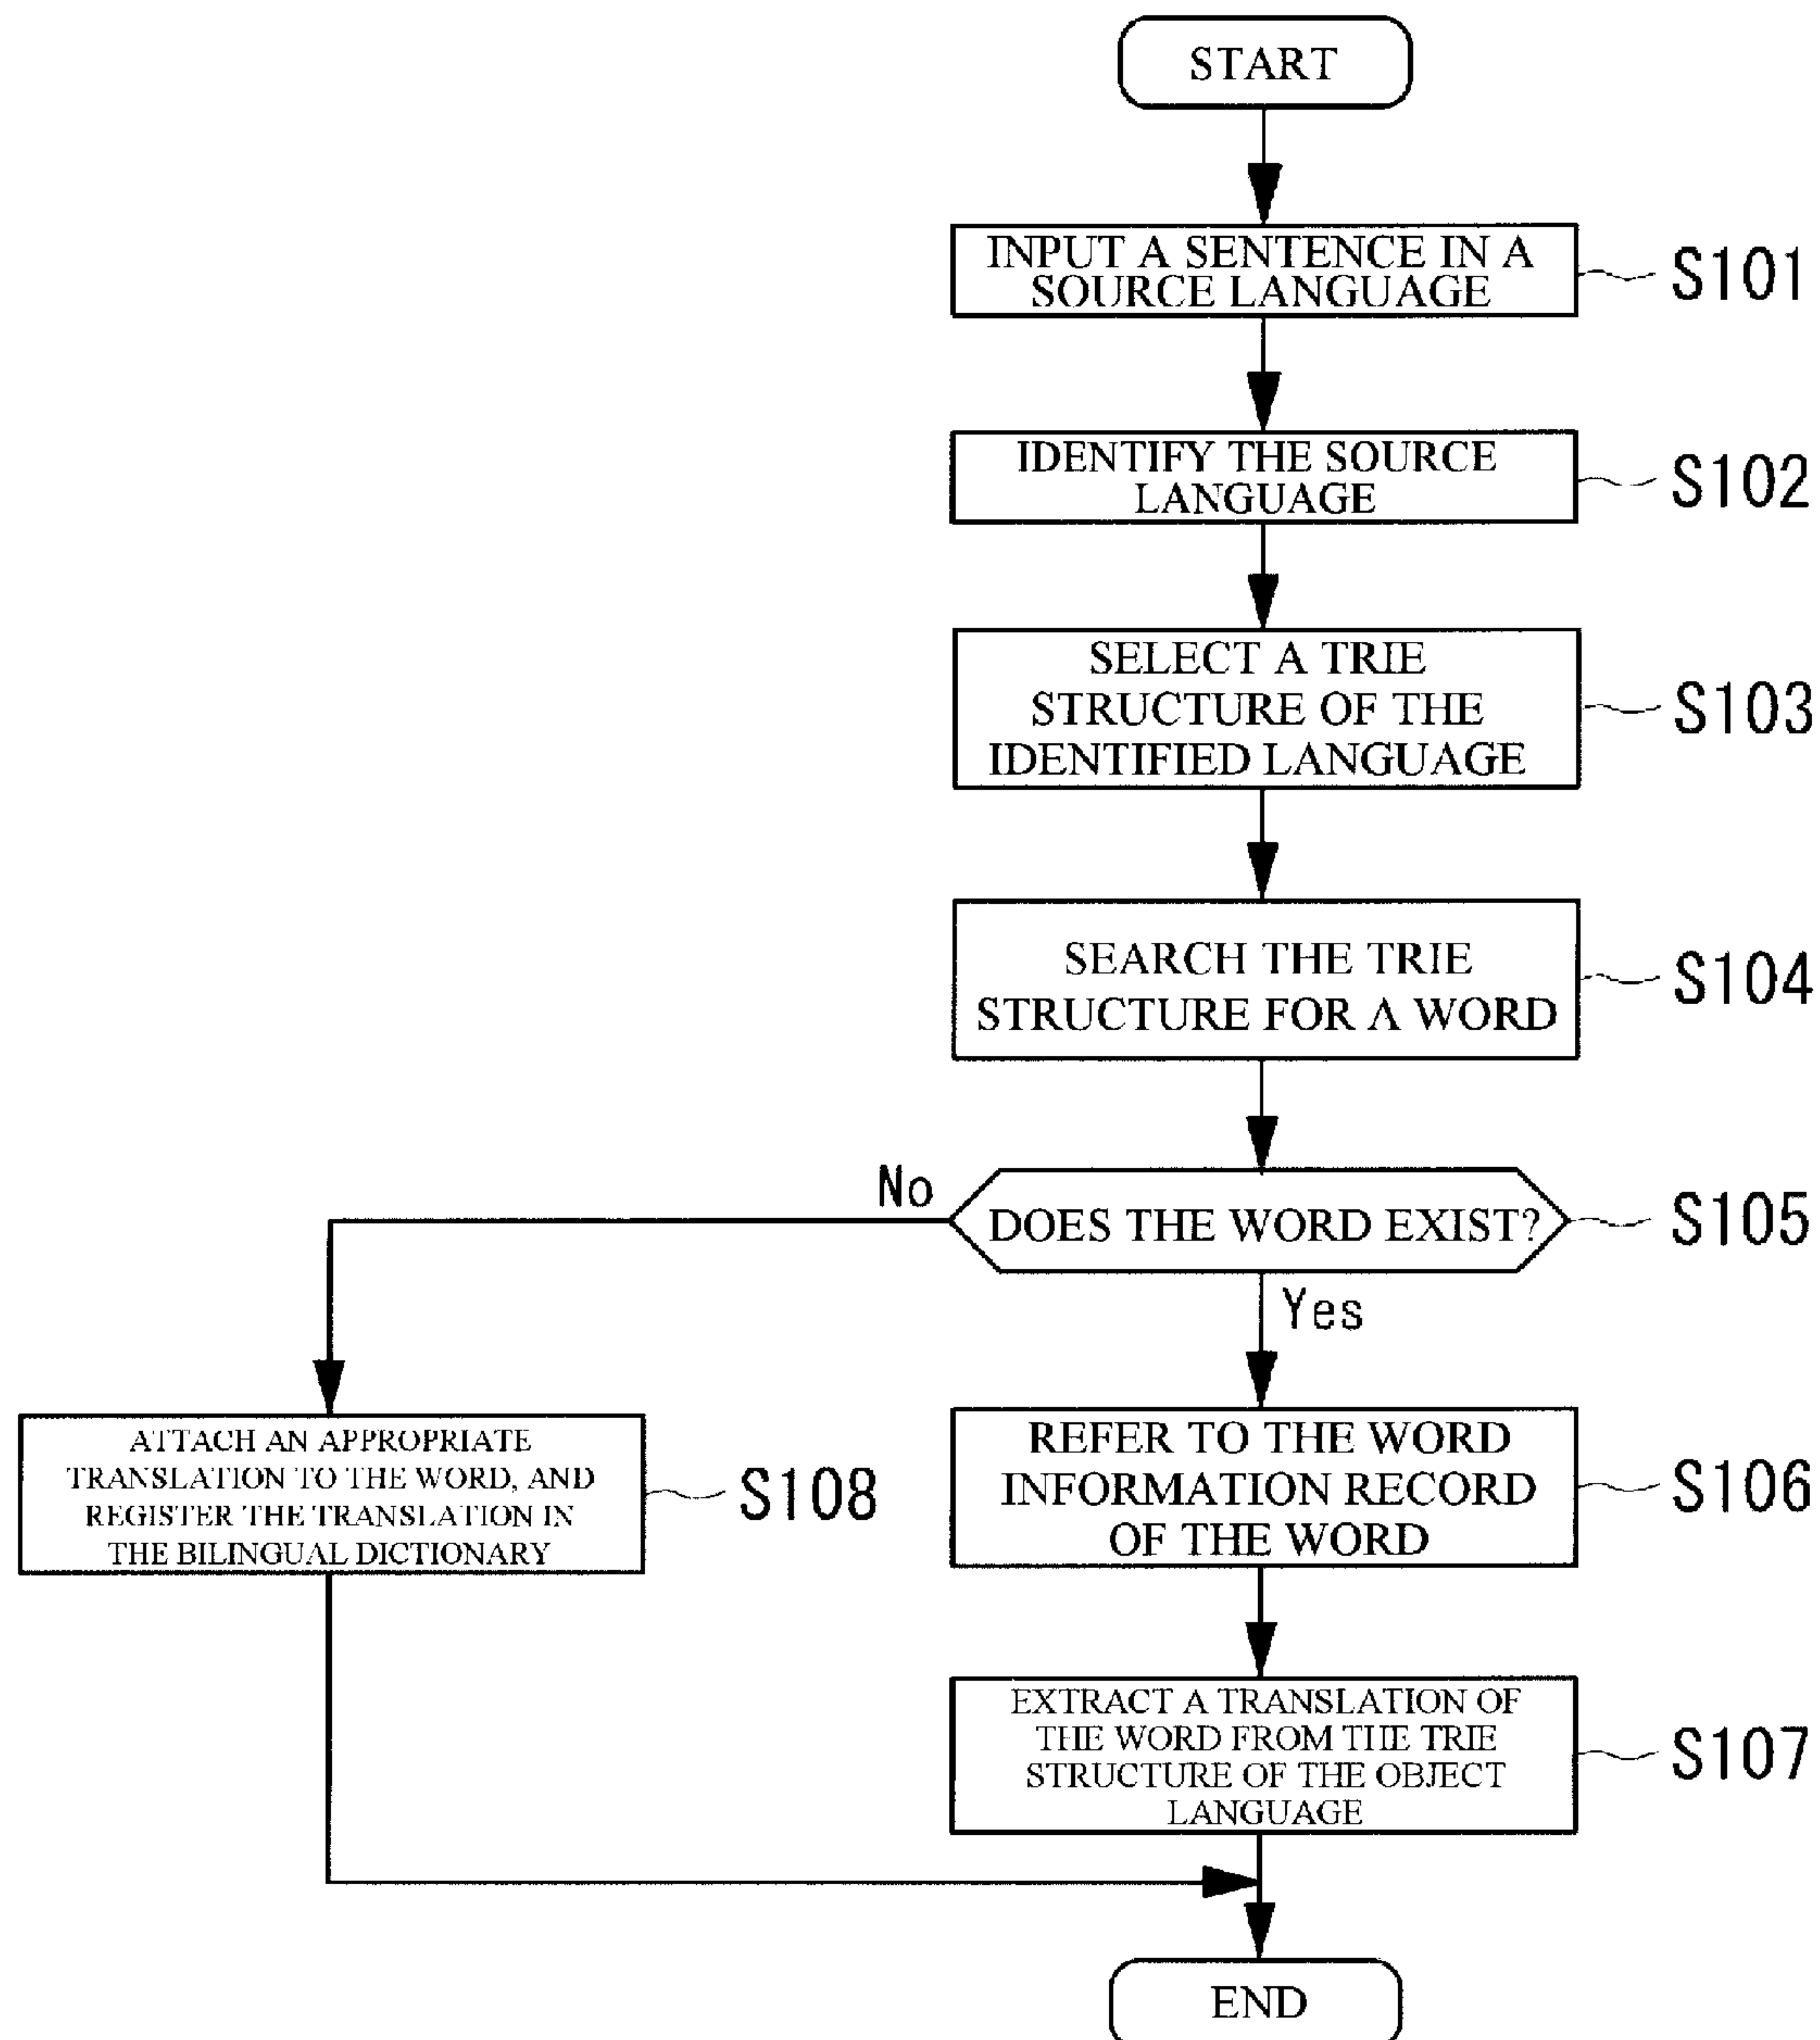 START
INPUT A SENTENCE IN A
SOURCE LANGUAGE
S101
IDENTIFY THE SOURCE
LANGUAGE
S102
SELECT A TRIE
STRUCTURE OF THE
IDENTIFIED LANGUAGE
S103
SEARCH THE TRIE
STRUCTURE FOR A WORD
S104
No
DOES THE WORD EXIST?
S105
Yes
ATTACH AN APPROPRIATE
TRANSLATION TO THE WORD, AND
REGISTER THE TRANSLATION IN
THE BILINGUAL DICTIONARY
S108
REFER TO THE WORD
INFORMATION RECORD
OF THE WORD
S106
EXTRACT A TRANSLATION OF
THE WORD FROM THE TRIE
STRUCTURE OF THE OBJECT
LANGUAGE
S107
END